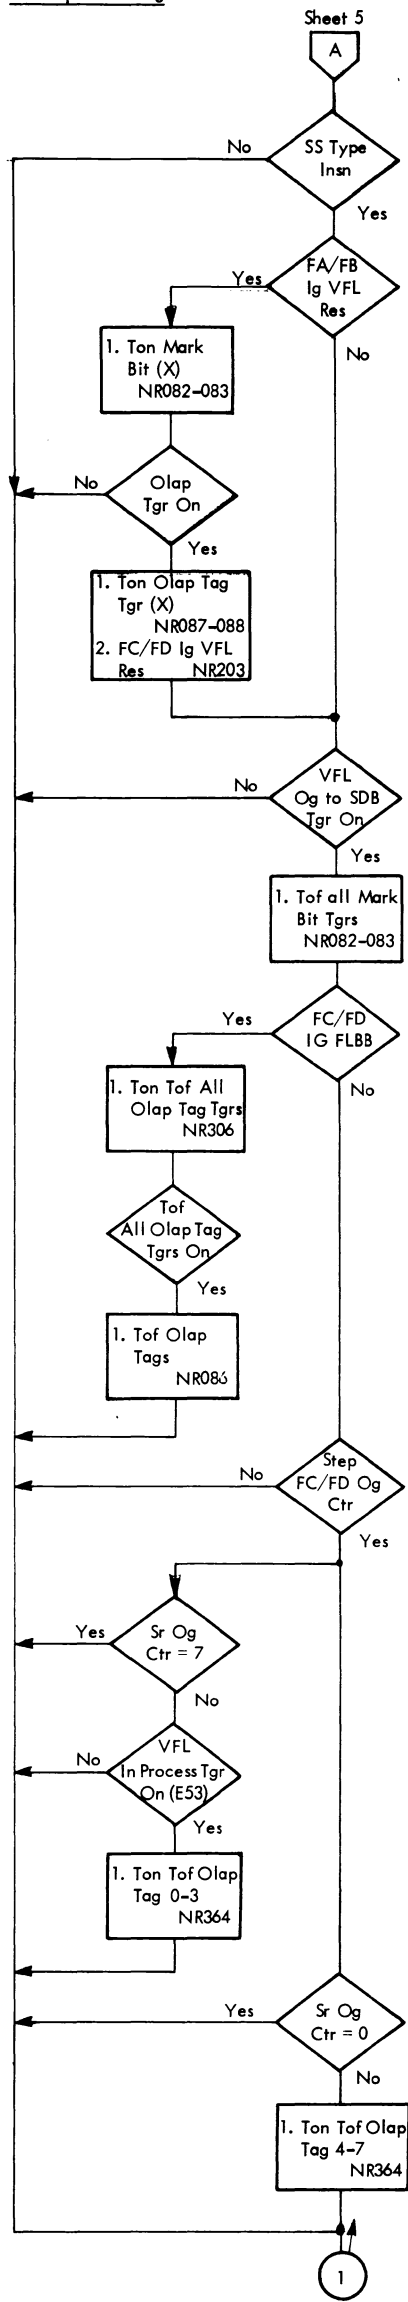 Sheet 5
A
SS Type
Insn
No
Yes
FA/FB
Ig VFL
Res
Yes
No
1. Ton Mark
Bit (X)
NR082-083
Olap
Tgr On
No
Yes
1. Ton Olap Tag
Tgr (X)
NR087-088
2. FC/FD Ig VFL
Res NR203
VFL
Og to SDB
Tgr On
No
Yes
1. Tof all Mark
Bit Tgrs
NR082-083
FC/FD
IG FLBB
Yes
No
1. Ton Tof All
Olap Tag Tgrs
NR306
Tof
All Olap Tag
Tgrs On
Yes
1. Tof Olap
Tags
NR086
Step
FC/FD Og
Ctr
No
Yes
Sr Og
Ctr = 7
Yes
No
VFL
In Process Tgr
On (E53)
No
Yes
1. Ton Tof Olap
Tag 0-3
NR364
Sr Og
Ctr = 0
Yes
No
1. Ton Tof Olap
Tag 4-7
NR364
1